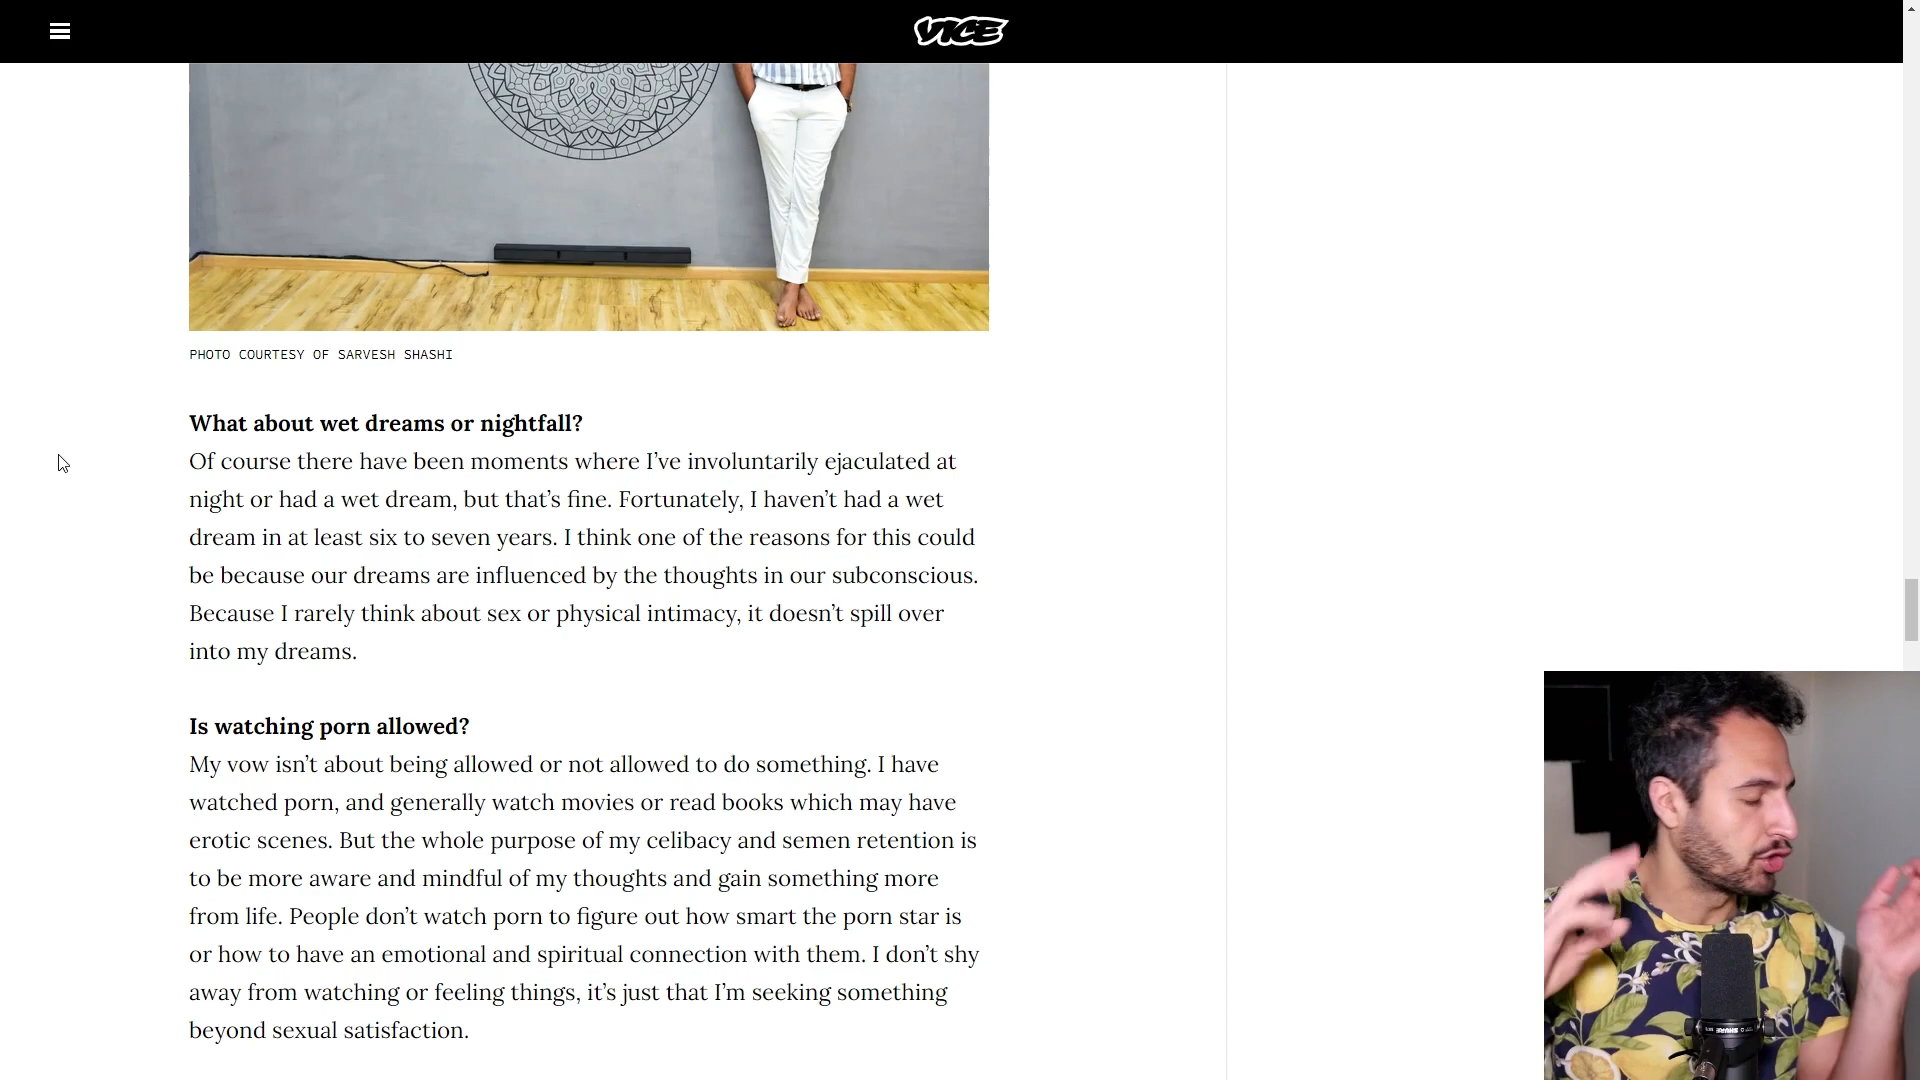 VICE
PHOTO COURTESY OF SARVESH SHASHI
What about wet dreams or nightfall?
Of course there have been moments where I’ve involuntarily ejaculated at
night or had a wet dream, but that’s fine. Fortunately, I haven’t had a wet
dream in at least six to seven years. I think one of the reasons for this could
be because our dreams are influenced by the thoughts in our subconscious.
Because I rarely think about sex or physical intimacy, it doesn’t spill over
into my dreams.
Is watching porn allowed?
My vow isn’t about being allowed or not allowed to do something. I have
watched porn, and generally watch movies or read books which may have
erotic scenes. But the whole purpose of my celibacy and semen retention is
to be more aware and mindful of my thoughts and gain something more
from life. People don’t watch porn to figure out how smart the porn star is
or how to have an emotional and spiritual connection with them. I don’t shy
away from watching or feeling things, it’s just that I’m seeking something
beyond sexual satisfaction.